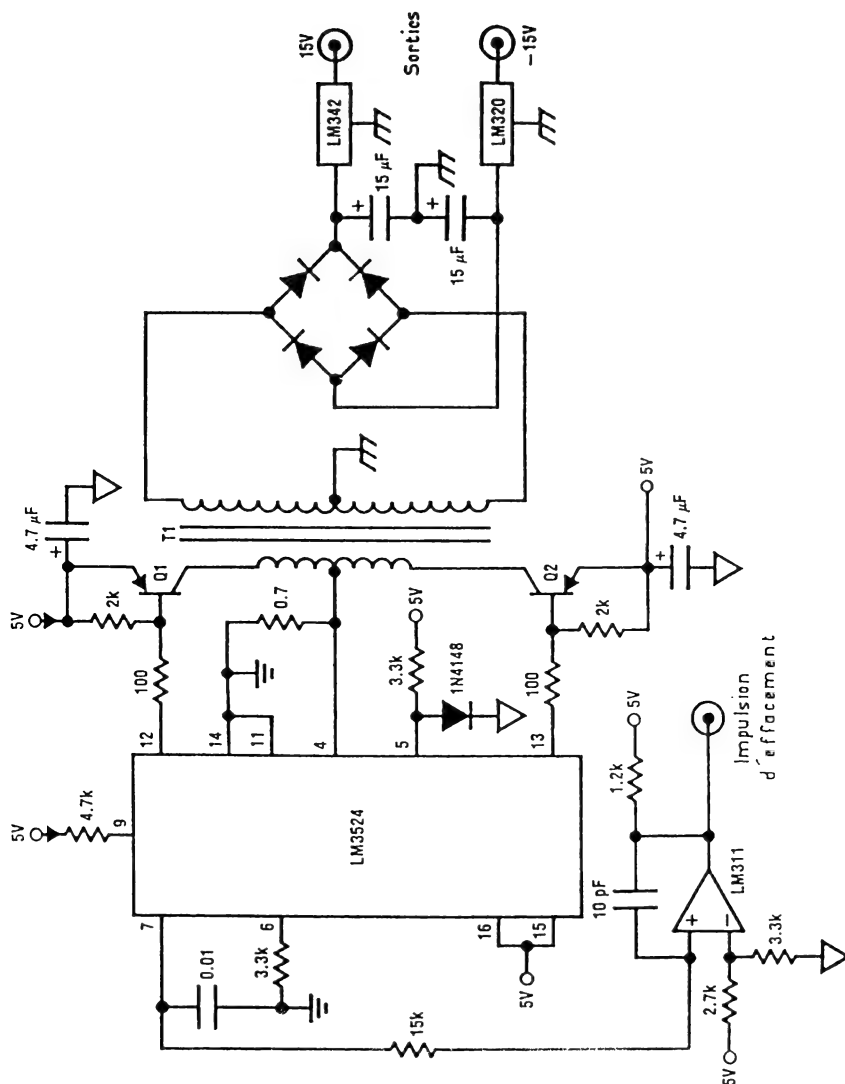 15V
Sorties
-15V
LM342
LM320
15 µF
+
+
15 µF
4.7 µF
+
T1
5V
2k
Q1
100
0.7
5V
3.3k
1N4148
100
Q2
2k
5V
+
4.7 µF
12
14
11
4
5
13
5V
4.7k
9
LM3524
7
6
16
15
0.01
3.3k
5V
15k
10 pF
1.2k
5V
Impulsion
d'effacement
LM311
+
−
3.3k
2.7k
5V